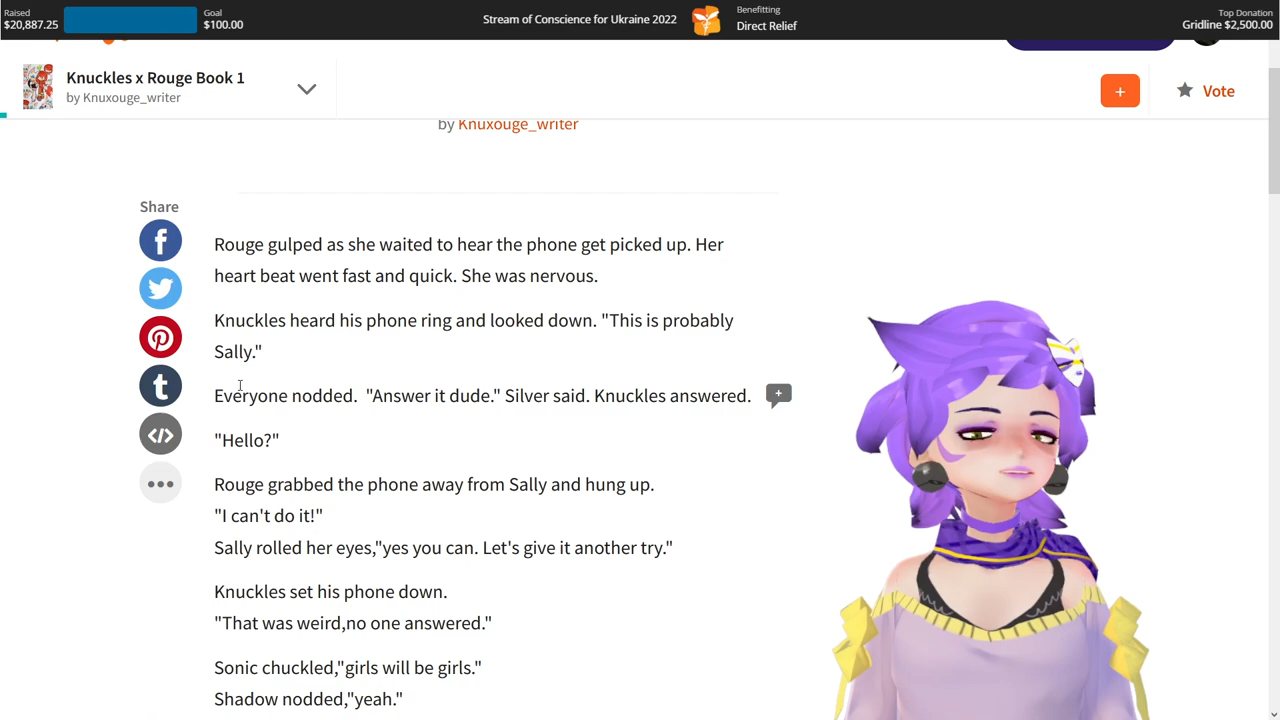 Raised
$20,887.25
Goal
$100.00
Stream of Conscience for Ukraine 2022
Benefitting
Direct Relief
Top Donation
Gridline $2,500.00
Knuckles x Rouge Book 1
by Knuxouge_writer
+
Vote
by Knuxouge_writer
Share
Rouge gulped as she waited to hear the phone get picked up. Her
heart beat went fast and quick. She was nervous.
Knuckles heard his phone ring and looked down. "This is probably
Sally."
Everyone nodded.  "Answer it dude." Silver said. Knuckles answered.
"Hello?"
Rouge grabbed the phone away from Sally and hung up.
"I can't do it!"
Sally rolled her eyes,"yes you can. Let's give it another try."
Knuckles set his phone down.
"That was weird,no one answered."
Sonic chuckled,"girls will be girls."
Shadow nodded,"yeah."